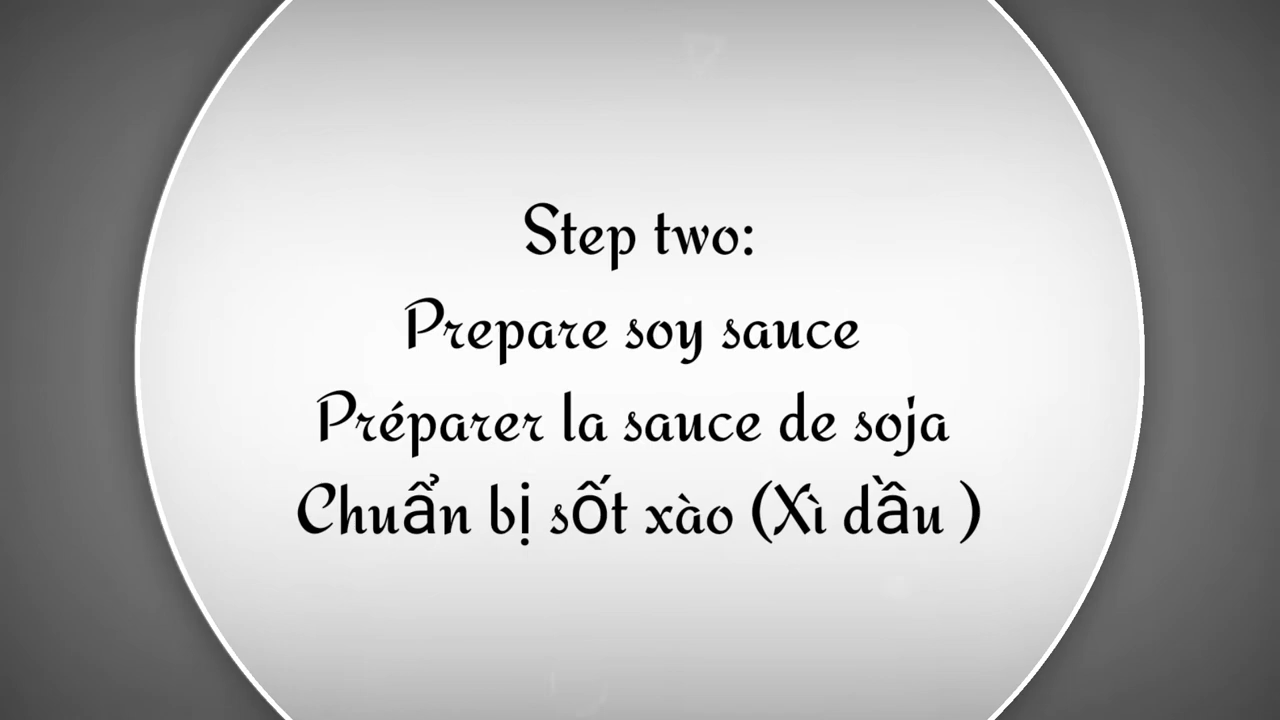 Step two:
Prepare soy sauce
Préparer la sauce de soja
Chuẩn bị sốt xào (Xì dầu )